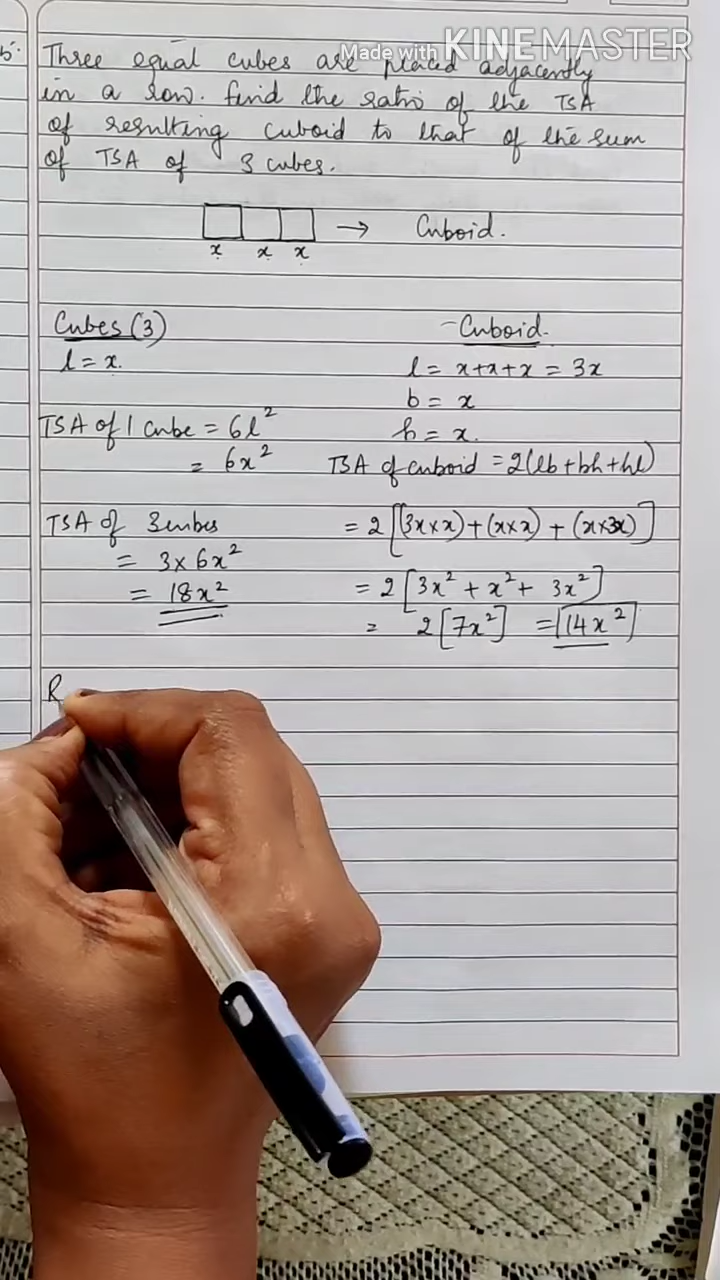 Made with KINEMASTER
5. Three equal cubes are placed adjacently
in a row. find the ratio of the TSA
of resulting cuboid to that of the sum
of TSA of 3 cubes.
→ Cuboid.
x x x
Cubes (3)
l = x.
TSA of 1 cube = 6l²
= 6x²
TSA of 3 cubes
= 3 × 6x²
= 18x²
Cuboid.
l = x+x+x = 3x
b = x
h = x.
TSA of cuboid = 2(lb + bh + hl)
= 2[(3x×x) + (x×x) + (x×3x)]
= 2[3x² + x² + 3x²]
= 2[7x²] = 14x²
R